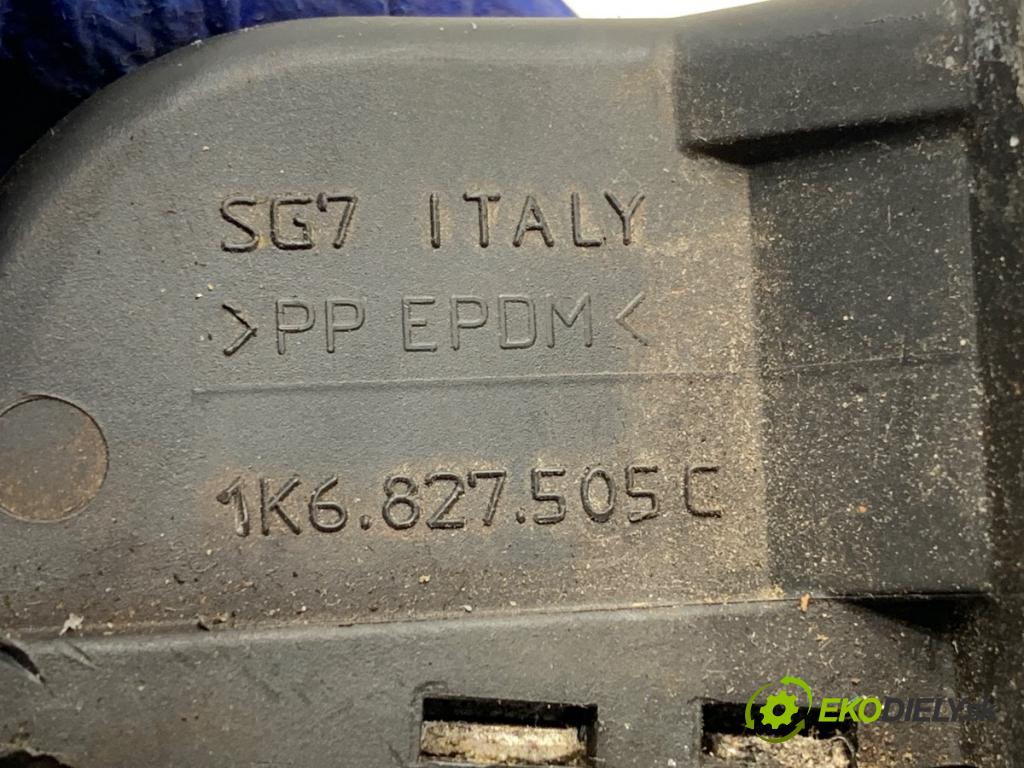 SG7 ITALY
>PP EPDM<
1K6.827.505C
EKODIELY.sk